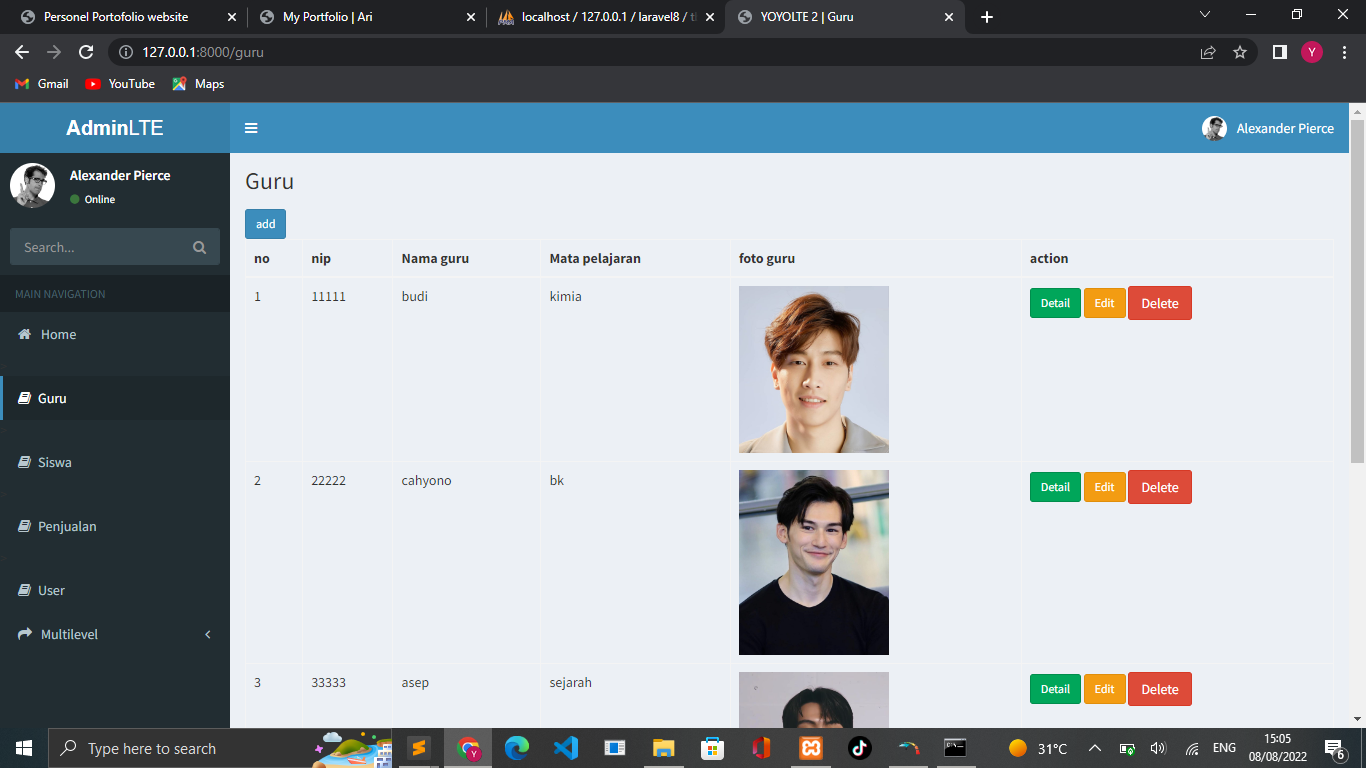 Personel Portofolio website
My Portfolio | Ari
localhost / 127.0.0.1 / laravel8 /
YOYOLTE 2 | Guru
127.0.0.1:8000/guru
Y
Gmail
YouTube
Maps
AdminLTE
Alexander Pierce
Alexander Pierce
Online
Search...
MAIN NAVIGATION
Home
Guru
Siswa
Penjualan
User
Multilevel
Guru
add
no nip Nama guru Mata pelajaran foto guru action
1 11111 budi kimia Detail Edit Delete
2 22222 cahyono bk Detail Edit Delete
3 33333 asep sejarah Detail Edit Delete
Type here to search
Y
31°C
ENG
15:05
08/08/2022
6